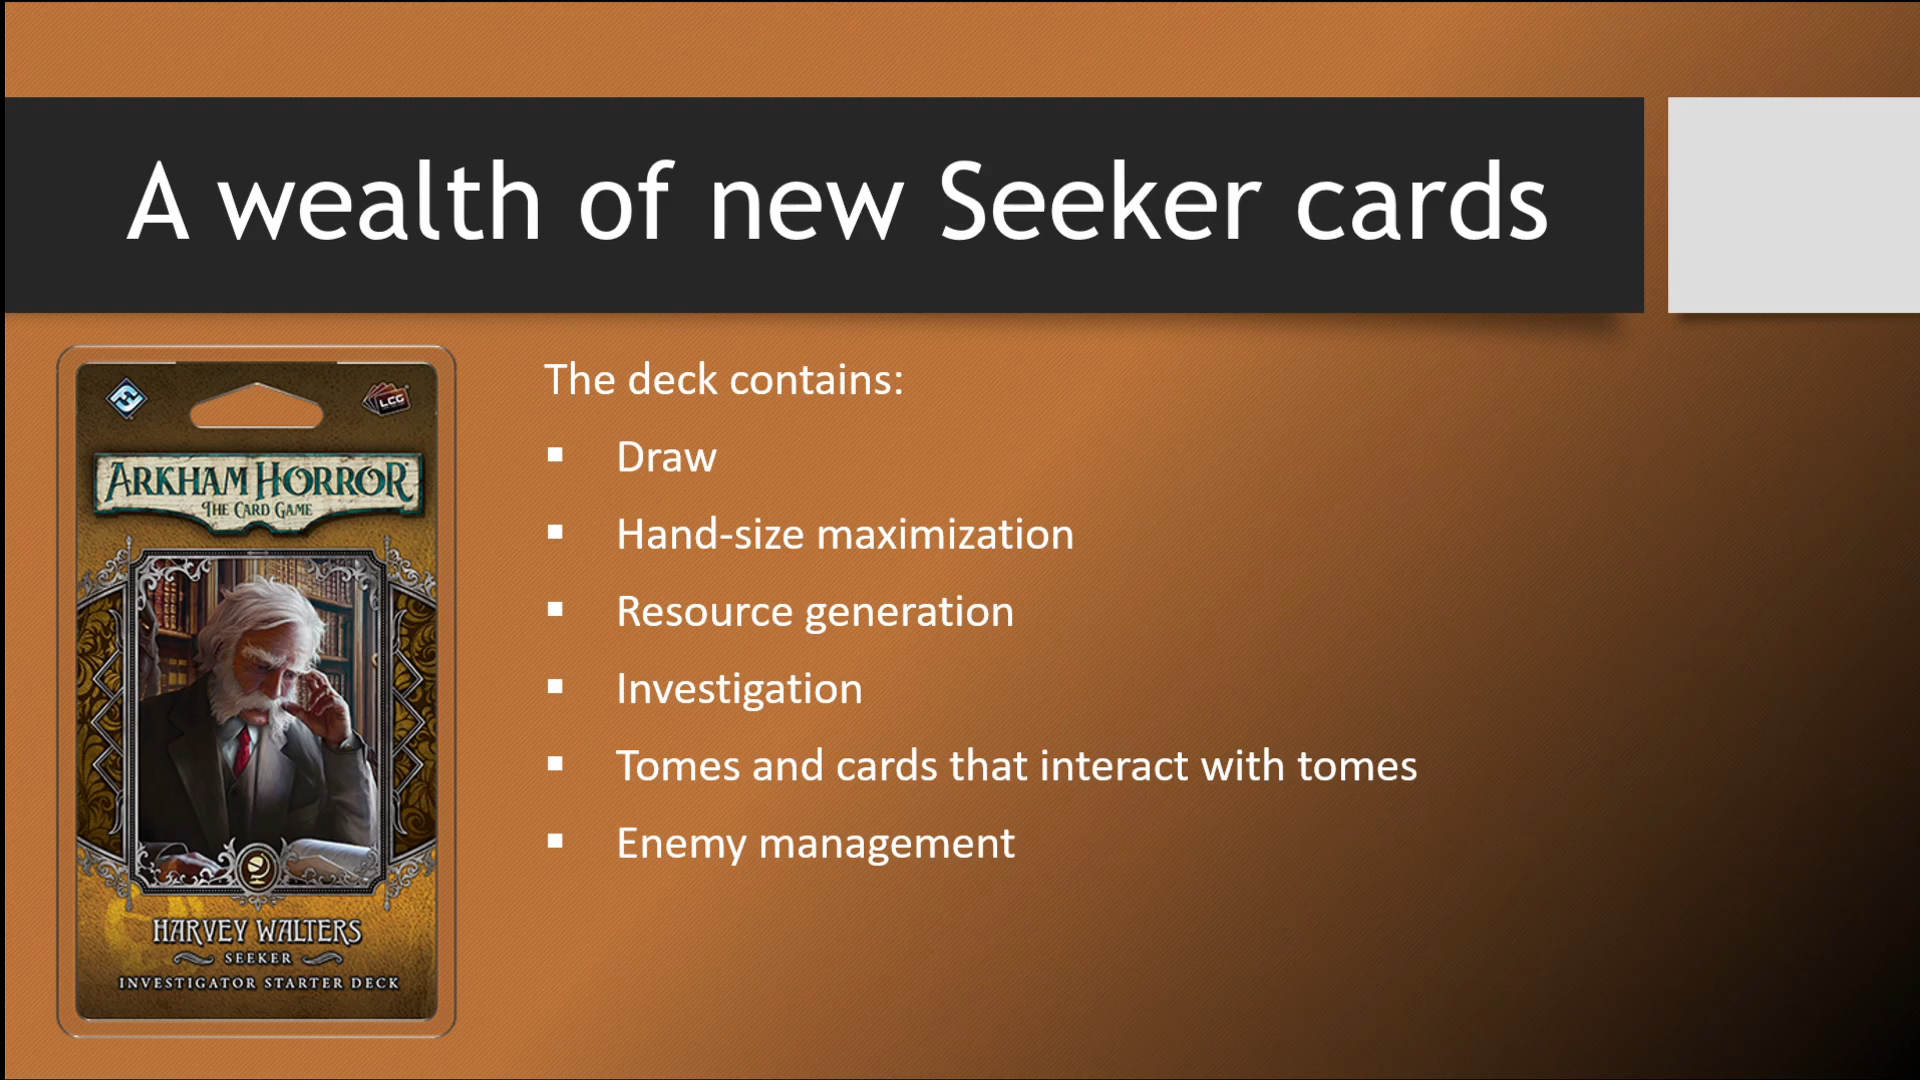 A wealth of new Seeker cards
LCG
ARKHAM HORROR
THE CARD GAME
HARVEY WALTERS
SEEKER
INVESTIGATOR STARTER DECK
The deck contains:
▪ Draw
▪ Hand-size maximization
▪ Resource generation
▪ Investigation
▪ Tomes and cards that interact with tomes
▪ Enemy management